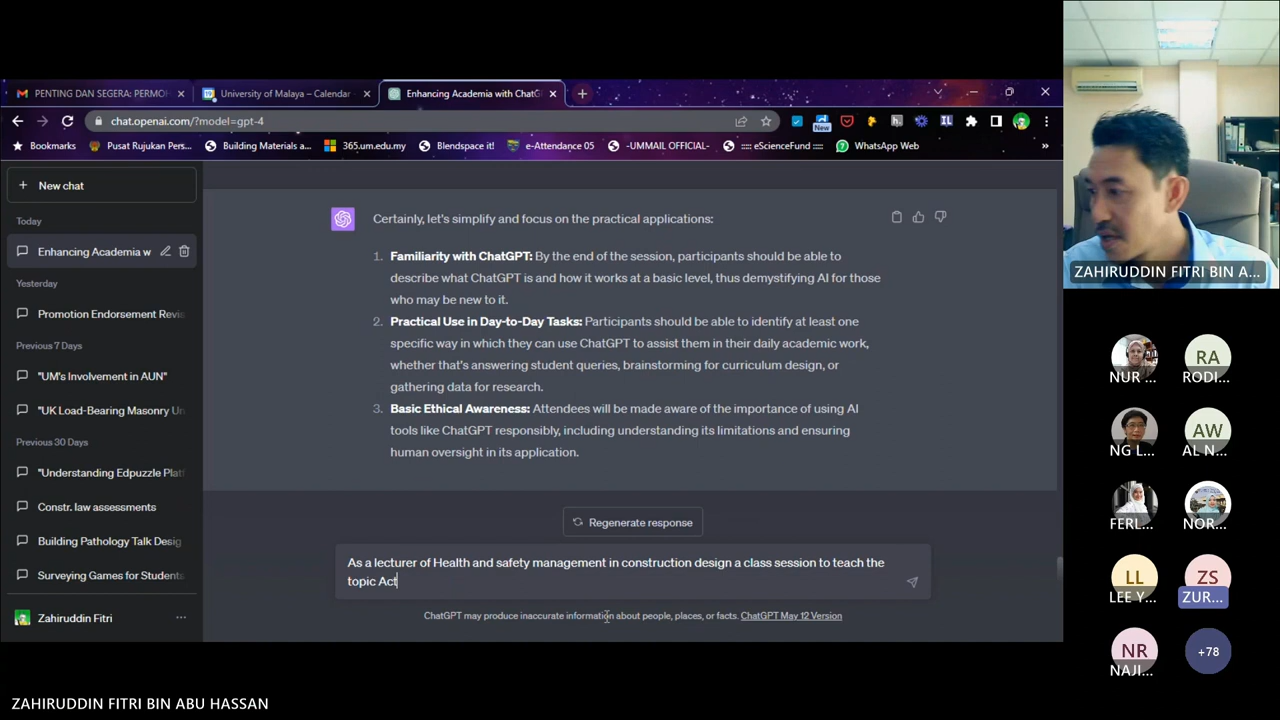 PENTING DAN SEGERA: PERMO
University of Malaya – Calendar
Enhancing Academia with ChatG
chat.openai.com/?model=gpt-4
New
IL
Bookmarks
Pusat Rujukan Pers...
Building Materials a...
365.um.edu.my
Blendspace it!
e-Attendance 05
-UMMAIL OFFICIAL-
:::: eScienceFund ::::
WhatsApp Web
»
+ New chat
Today
Enhancing Academia w
Yesterday
Promotion Endorsement Revi
Previous 7 Days
"UM's Involvement in AUN"
"UK Load-Bearing Masonry Un
Previous 30 Days
"Understanding Edpuzzle Platf
Constr. law assessments
Building Pathology Talk Desig
Surveying Games for Students
Zahiruddin Fitri
Certainly, let's simplify and focus on the practical applications:
1. Familiarity with ChatGPT: By the end of the session, participants should be able to
describe what ChatGPT is and how it works at a basic level, thus demystifying AI for those
who may be new to it.
2. Practical Use in Day-to-Day Tasks: Participants should be able to identify at least one
specific way in which they can use ChatGPT to assist them in their daily academic work,
whether that's answering student queries, brainstorming for curriculum design, or
gathering data for research.
3. Basic Ethical Awareness: Attendees will be made aware of the importance of using AI
tools like ChatGPT responsibly, including understanding its limitations and ensuring
human oversight in its application.
Regenerate response
As a lecturer of Health and safety management in construction design a class session to teach the
topic Act
ChatGPT may produce inaccurate information about people, places, or facts. ChatGPT May 12 Version
ZAHIRUDDIN FITRI BIN A...
RA
NUR ...
RODI...
AW
NG L...
AL N...
FERL...
NOR...
LL
ZS
LEE Y...
ZUR...
NR
+78
NAJI...
ZAHIRUDDIN FITRI BIN ABU HASSAN